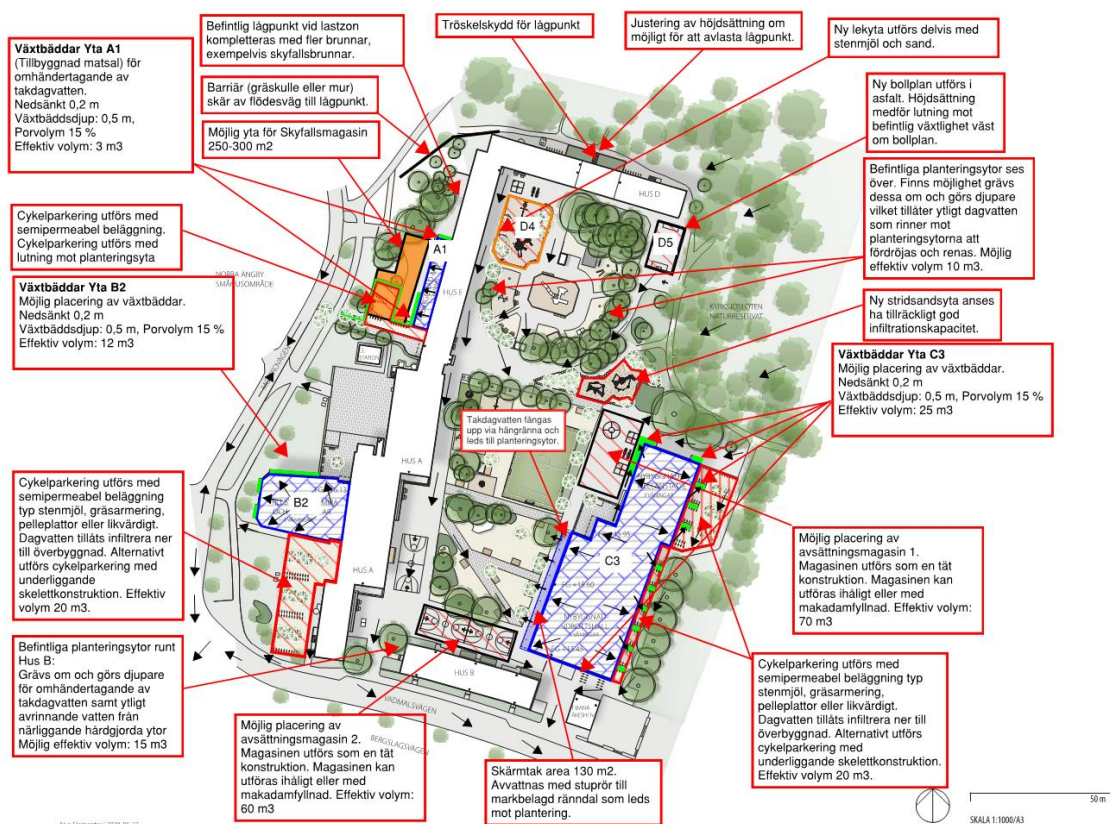 Befintlig lågpunkt vid lastzon
kompletteras med fler brunnar,
exempelvis skyfallsbrunnar.
Tröskelskydd för lågpunkt
Justering av höjdsättning om
möjligt för att avlasta lågpunkt.
Ny lekyta utförs delvis med
stenmjöl och sand.
Växtbäddar Yta A1
(Tillbyggnad matsal) för
omhändertagande av
takdagvatten.
Nedsänkt 0,2 m
Växtbäddsdjup: 0,5 m,
Porvolym 15 %
Effektiv volym: 3 m3
Barriär (gräskulle eller mur)
skär av flödesväg till lågpunkt.
Möjlig yta för Skyfallsmagasin
250-300 m2
Ny bollplan utförs i
asfalt. Höjdsättning
medför lutning mot
befintlig växtlighet väst
om bollplan.
Befintliga planteringsytor ses
över. Finns möjlighet grävs
dessa om och görs djupare
vilket tillåter ytligt dagvatten
som rinner mot
planteringsytorna att
fördröjas och renas. Möjlig
effektiv volym 10 m3.
Cykelparkering utförs med
semipermeabel beläggning.
Cykelparkering utförs med
lutning mot planteringsyta
HUS D
D4
D5
A1
HUS E
NORRA ÄNGBY
SMÅHUSOMRÅDE
KYRKSJÖLÖTEN
NATURRESERVAT
Växtbäddar Yta B2
Möjlig placering av växtbäddar.
Nedsänkt 0,2 m
Växtbäddsdjup: 0,5 m, Porvolym 15 %
Effektiv volym: 12 m3
Ny stridsandsyta anses
ha tillräckligt god
infiltrationskapacitet.
Växtbäddar Yta C3
Möjlig placering av växtbäddar.
Nedsänkt 0,2 m
Växtbäddsdjup: 0,5 m, Porvolym 15 %
Effektiv volym: 25 m3
Takdagvatten fångas
upp via hängränna och
leds till planteringsytor.
HUS A
B2
HUS A
C3
Cykelparkering utförs med
semipermeabel beläggning
typ stenmjöl, gräsarmering,
pelleplattor eller likvärdigt.
Dagvatten tillåts infiltrera ner
till överbyggnad. Alternativt
utförs cykelparkering med
underliggande
skelettkonstruktion. Effektiv
volym 20 m3.
Möjlig placering av
avsättningsmagasin 1.
Magasinen utförs som en tät
konstruktion. Magasinen kan
utföras ihåligt eller med
makadamfyllnad. Effektiv volym:
70 m3
Befintliga planteringsytor runt
Hus B:
Grävs om och görs djupare
för omhändertagande av
takdagvatten samt ytligt
avrinnande vatten från
närliggande hårdgjorda ytor
Möjlig effektiv volym: 15 m3
HUS B
VADMALSVÄGEN
BERGSLAGSVÄGEN
Möjlig placering av
avsättningsmagasin 2.
Magasinen utförs som en tät
konstruktion. Magasinen kan
utföras ihåligt eller med
makadamfyllnad. Effektiv volym:
60 m3
Skärmtak area 130 m2.
Avvattnas med stuprör till
markbelagd ränndal som leds
mot plantering.
Cykelparkering utförs med
semipermeabel beläggning typ
stenmjöl, gräsarmering,
pelleplattor eller likvärdigt.
Dagvatten tillåts infiltrera ner till
överbyggnad. Alternativt utförs
cykelparkering med
underliggande skelettkonstruktion.
Effektiv volym 20 m3.
50 m
SKALA 1:1000/A3